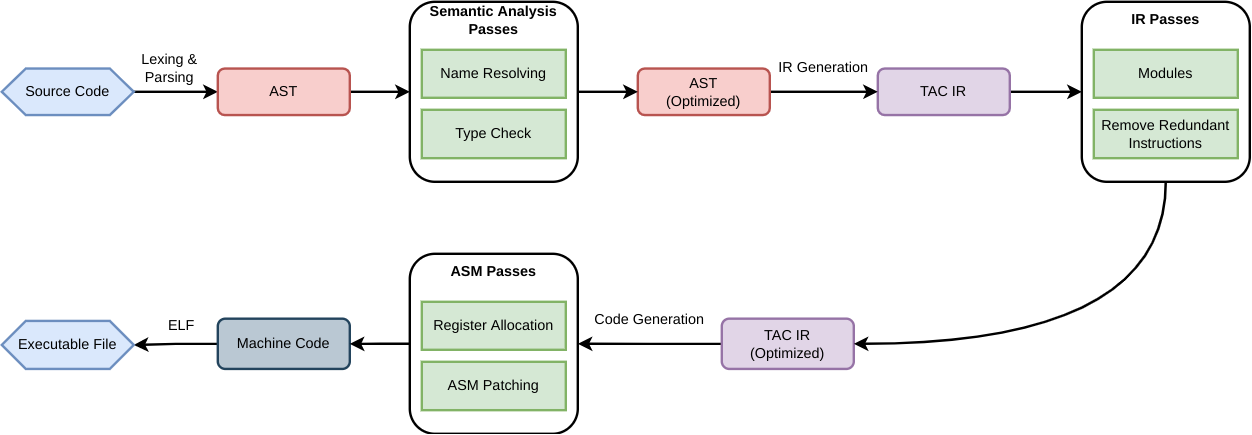 Semantic Analysis
Passes
IR Passes
Lexing &
Parsing
Name Resolving
IR Generation
Modules
Source Code
AST
AST
(Optimized)
TAC IR
Type Check
Remove Redundant
Instructions
ASM Passes
ELF
Register Allocation
Code Generation
Executable File
Machine Code
TAC IR
(Optimized)
ASM Patching